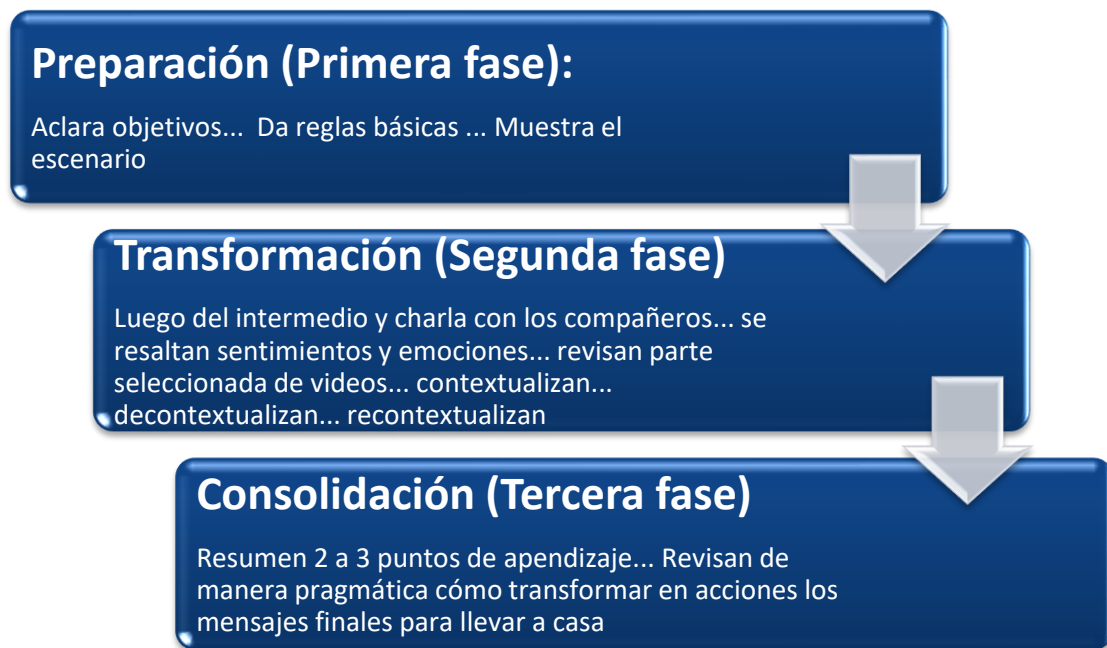 Preparación (Primera fase):
Aclara objetivos... Da reglas básicas ... Muestra el
escenario
Transformación (Segunda fase)
Luego del intermedio y charla con los compañeros... se
resaltan sentimientos y emociones... revisan parte
seleccionada de videos... contextualizan...
decontextualizan... recontextualizan
Consolidación (Tercera fase)
Resumen 2 a 3 puntos de apendizaje... Revisan de
manera pragmática cómo transformar en acciones los
mensajes finales para llevar a casa